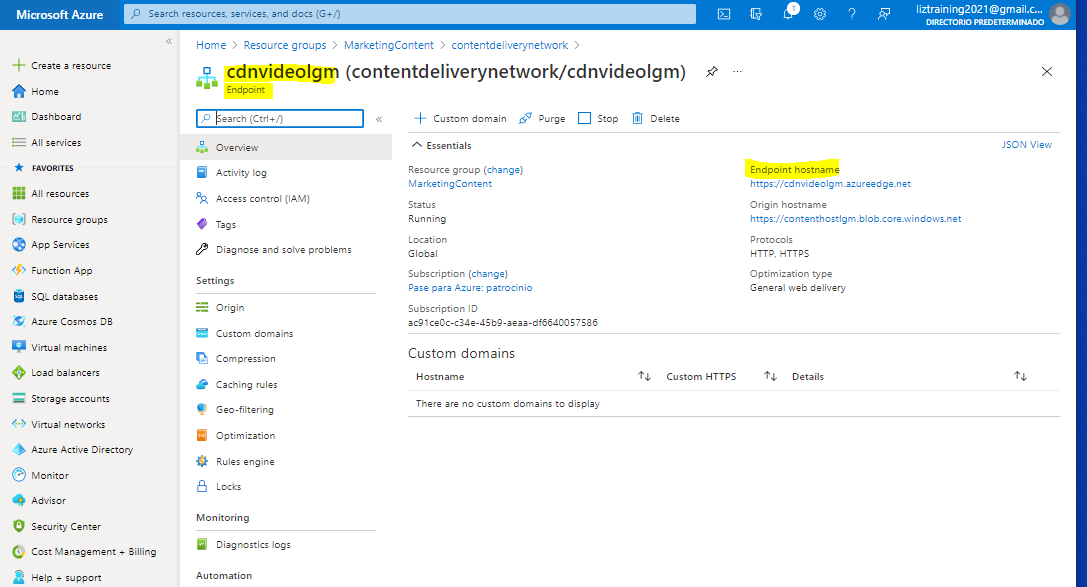 Microsoft Azure
Search resources, services, and docs (G+/)
1
liztraining2021@gmail.c...
DIRECTORIO PREDETERMINADO
Create a resource
Home
Dashboard
All services
FAVORITES
All resources
Resource groups
App Services
Function App
SQL databases
Azure Cosmos DB
Virtual machines
Load balancers
Storage accounts
Virtual networks
Azure Active Directory
Monitor
Advisor
Security Center
Cost Management + Billing
Help + support
Home > Resource groups > MarketingContent > contentdeliverynetwork >
cdnvideolgm (contentdeliverynetwork/cdnvideolgm)
Endpoint
Search (Ctrl+/)
Overview
Activity log
Access control (IAM)
Tags
Diagnose and solve problems
Settings
Origin
Custom domains
Compression
Caching rules
Geo-filtering
Optimization
Rules engine
Locks
Monitoring
Diagnostics logs
Automation
Custom domain Purge Stop Delete
Essentials
JSON View
Resource group (change)
MarketingContent
Status
Running
Location
Global
Subscription (change)
Pase para Azure: patrocinio
Subscription ID
ac91ce0c-c34e-45b9-aeaa-df6640057586
Endpoint hostname
https://cdnvideolgm.azureedge.net
Origin hostname
https://contenthostlgm.blob.core.windows.net
Protocols
HTTP, HTTPS
Optimization type
General web delivery
Custom domains
Hostname Custom HTTPS Details
There are no custom domains to display